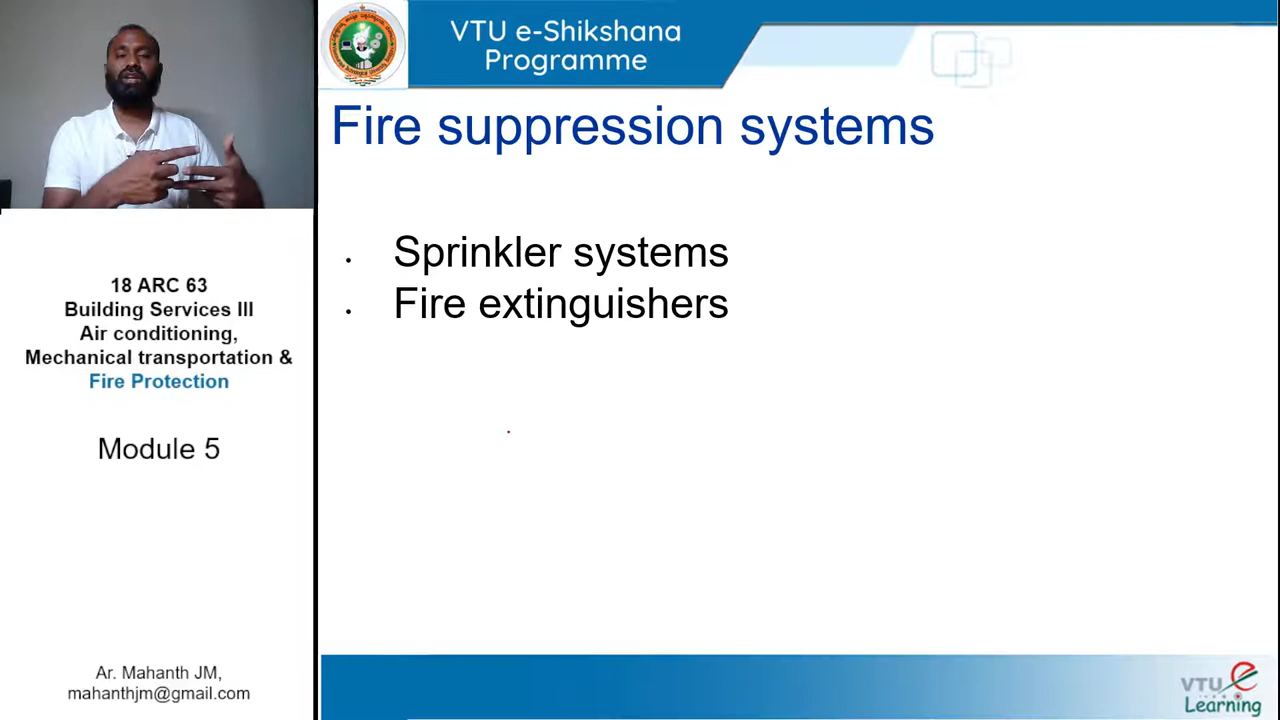 VTU e-Shikshana
Programme
Fire suppression systems
• Sprinkler systems
• Fire extinguishers
18 ARC 63
Building Services III
Air conditioning,
Mechanical transportation &
Fire Protection
Module 5
Ar. Mahanth JM,
mahanthjm@gmail.com
VTU e
Learning